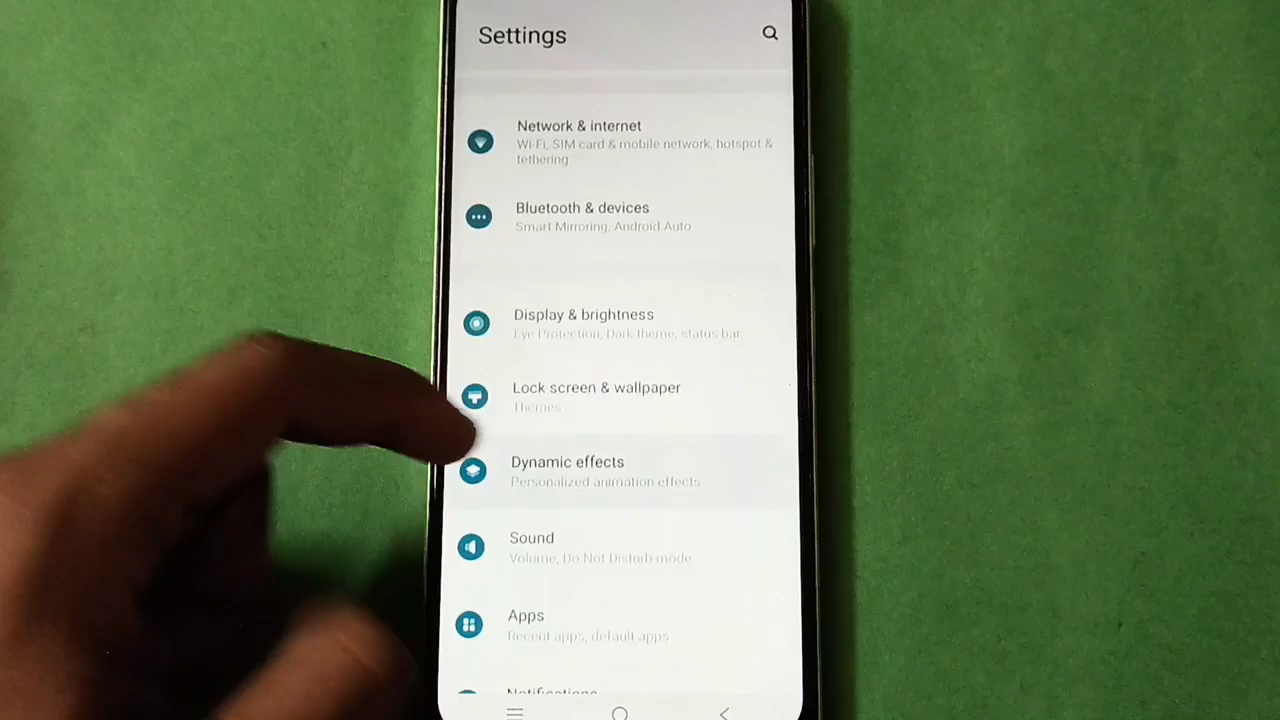 Settings
Network & internet
Wi-Fi, SIM card & mobile network, hotspot &
tethering
Bluetooth & devices
Smart Mirroring, Android Auto
Display & brightness
Eye Protection, Dark theme, status bar
Lock screen & wallpaper
Themes
Dynamic effects
Personalized animation effects
Sound
Volume, Do Not Disturb mode
Apps
Recent apps, default apps
Notifications